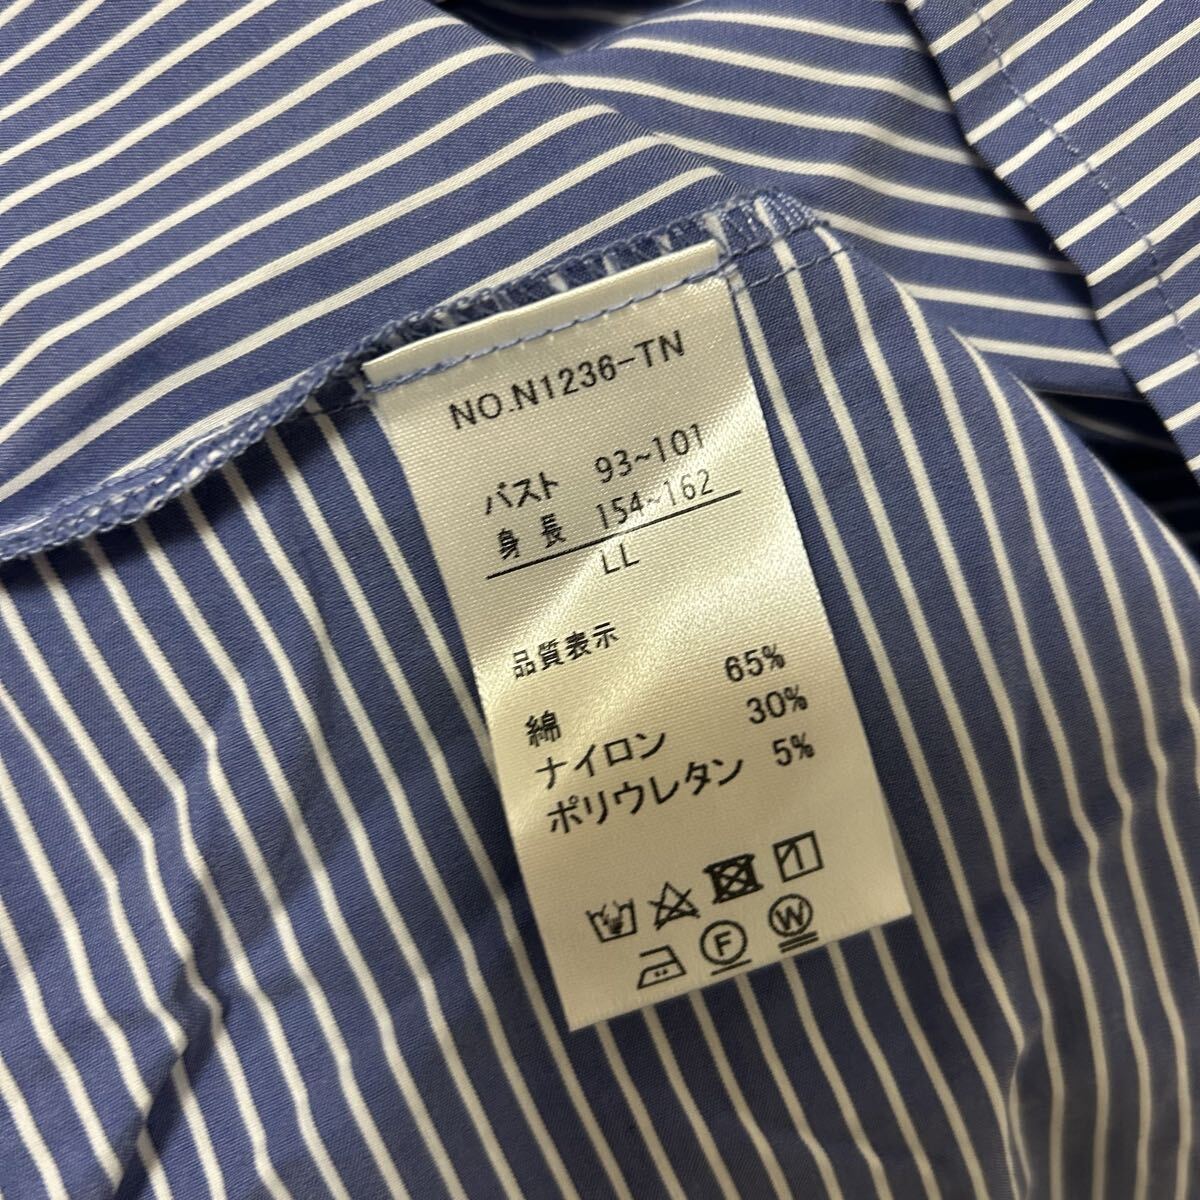 NO.N1236-TN
バスト 93~101
身長 154~162
LL
品質表示
綿 65%
ナイロン 30%
ポリウレタン 5%
F W